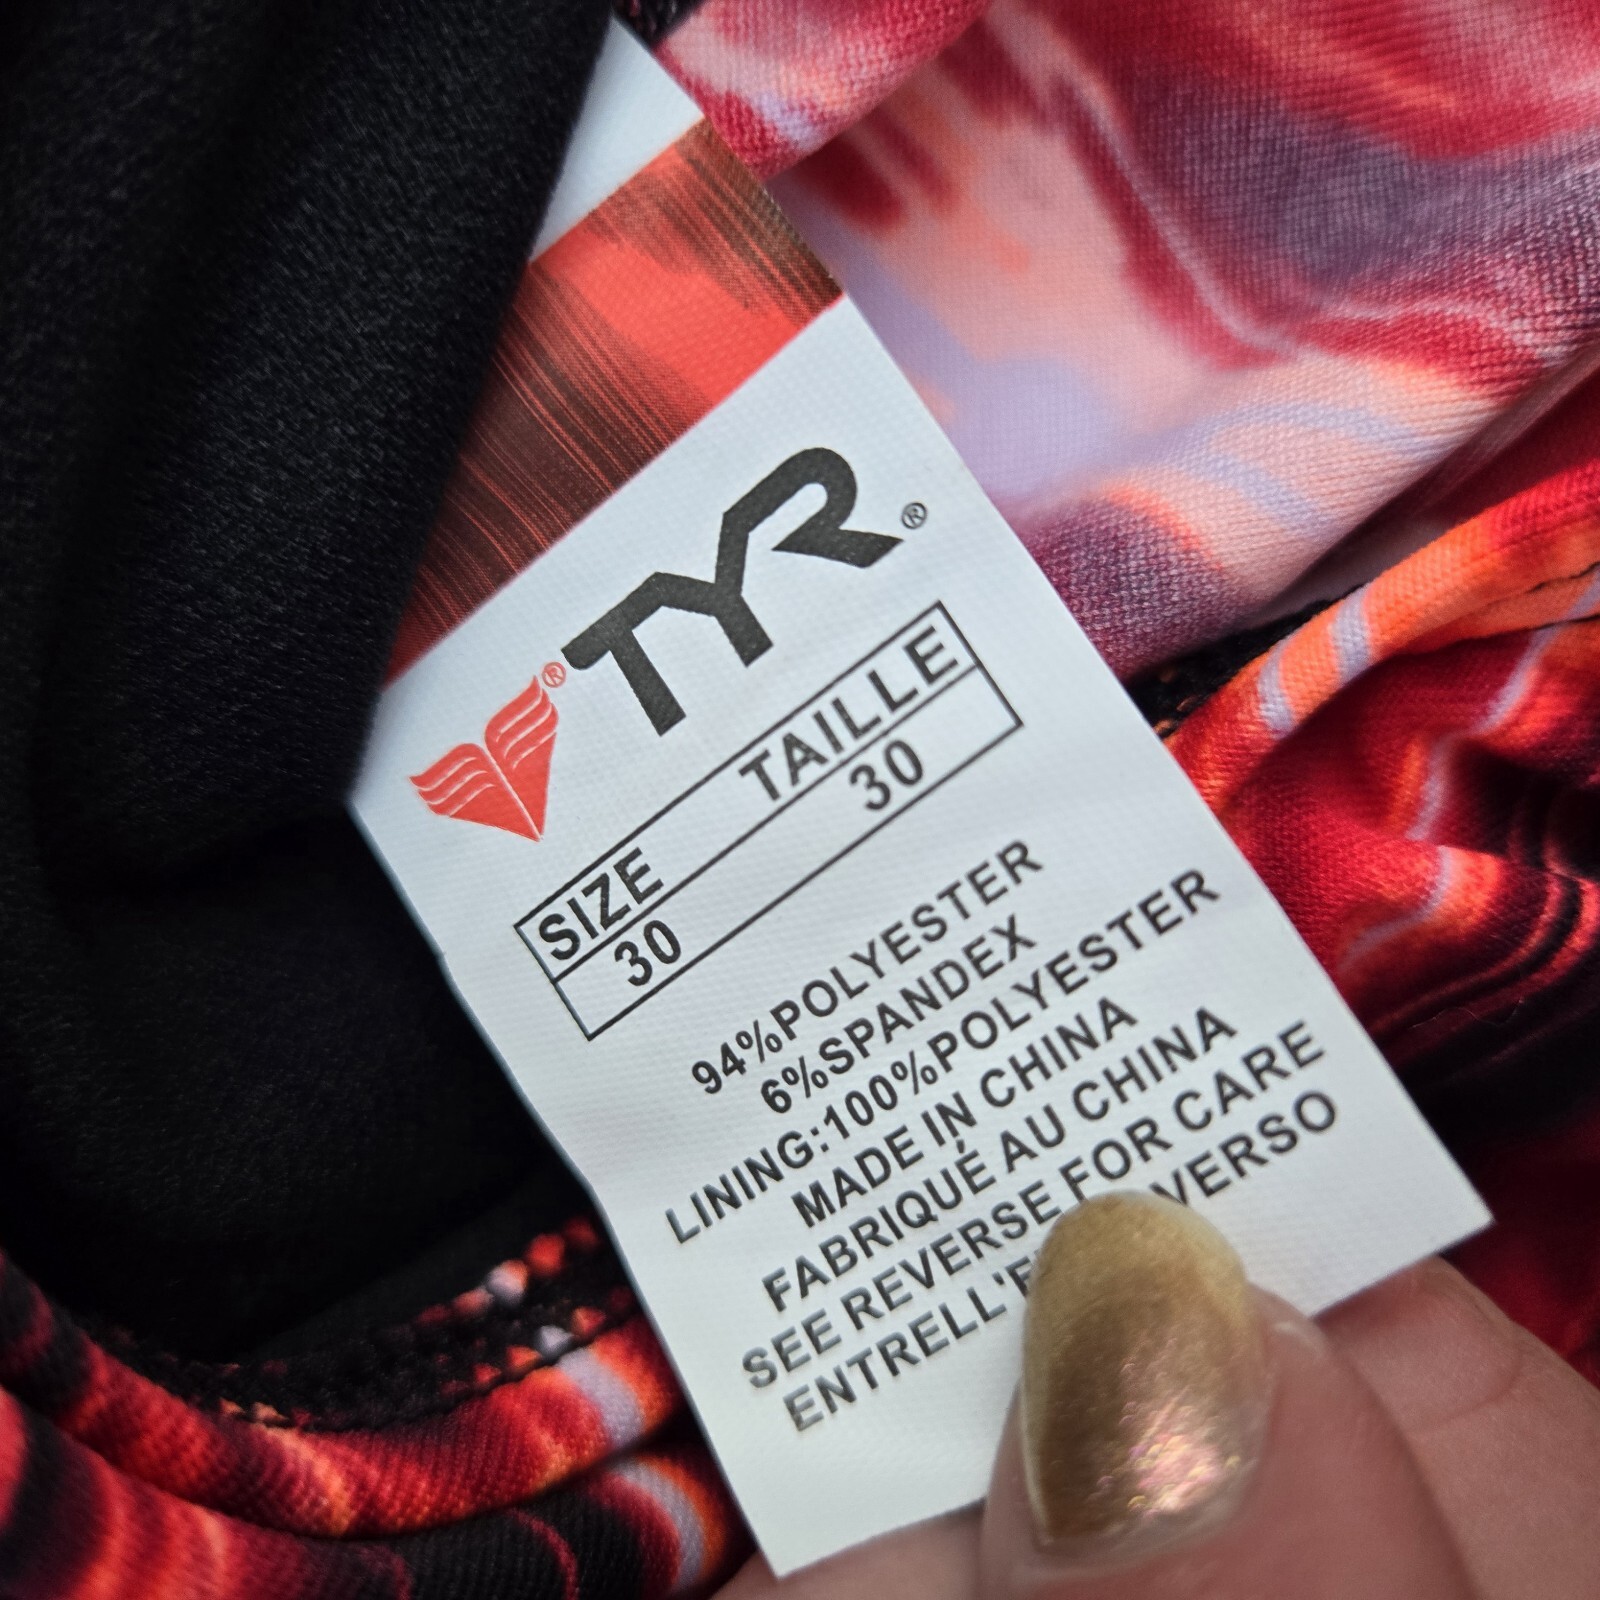 TYR®
®
SIZE TAILLE
30 30
94%POLYESTER
6%SPANDEX
LINING:100%POLYESTER
MADE IN CHINA
FABRIQUÉ AU CHINA
SEE REVERSE FOR CARE